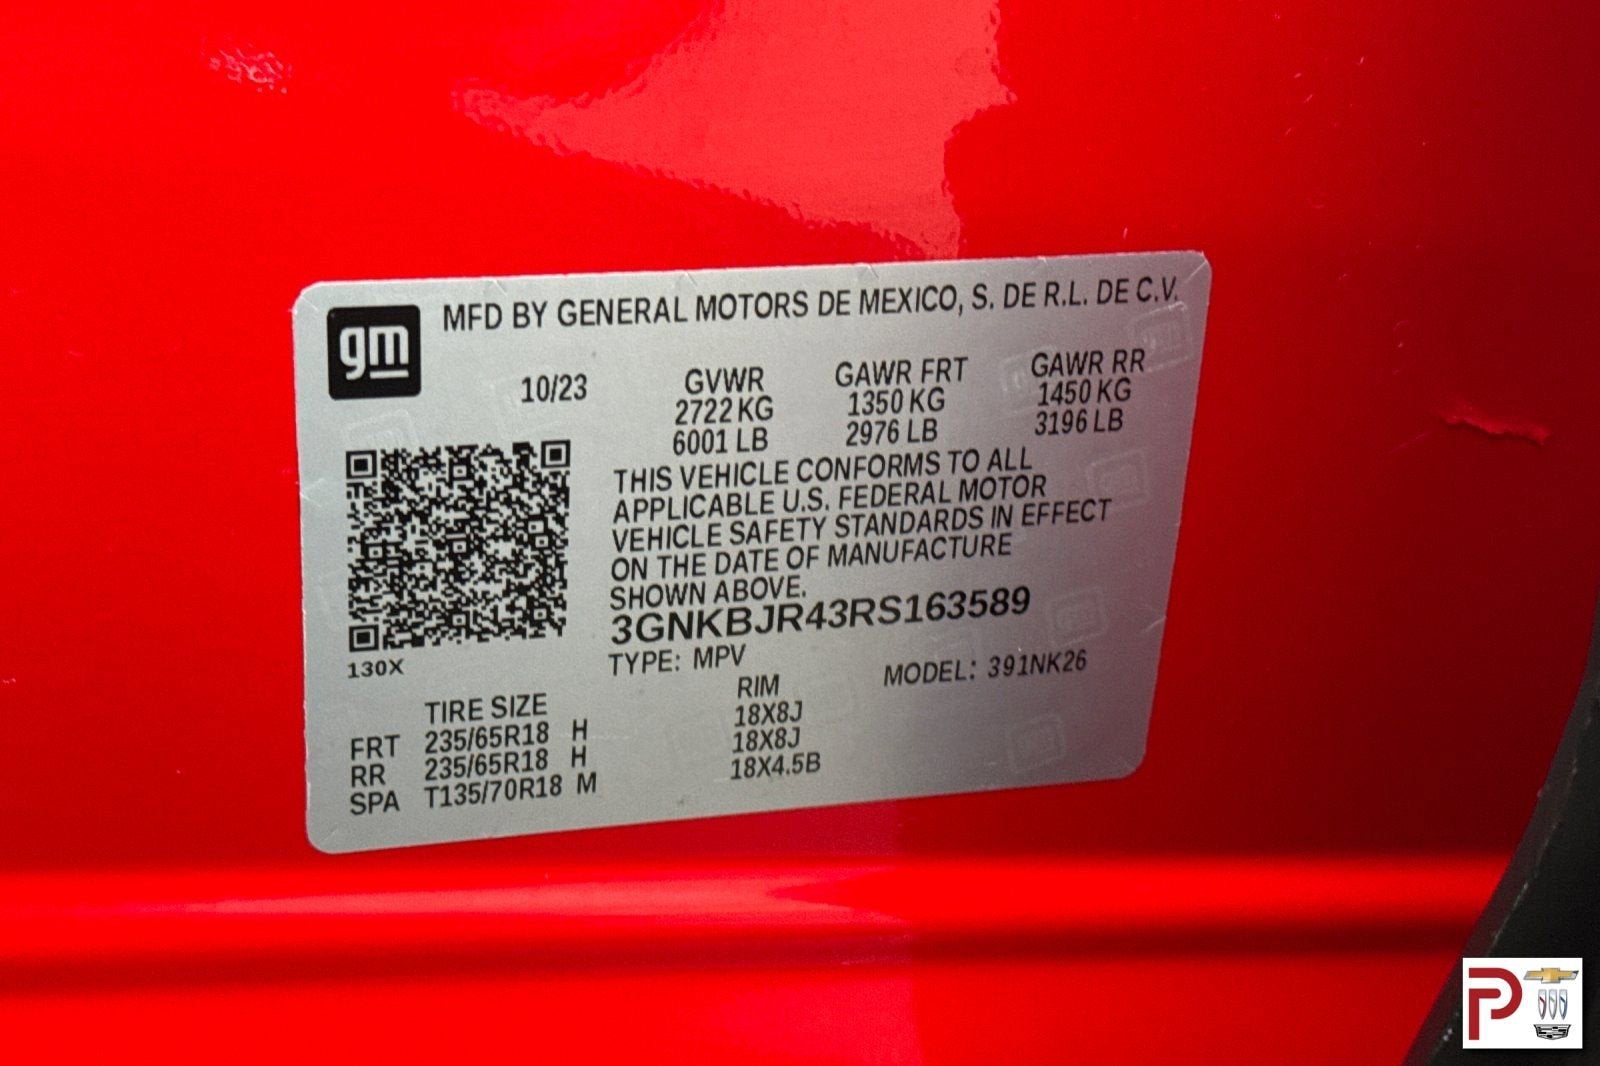 gm
MFD BY GENERAL MOTORS DE MEXICO, S. DE R.L. DE C.V.
10/23 GVWR GAWR FRT GAWR RR
2722 KG 1350 KG 1450 KG
6001 LB 2976 LB 3196 LB
THIS VEHICLE CONFORMS TO ALL
APPLICABLE U.S. FEDERAL MOTOR
VEHICLE SAFETY STANDARDS IN EFFECT
ON THE DATE OF MANUFACTURE
SHOWN ABOVE.
3GNKBJR43RS163589
130X
TYPE: MPV MODEL: 391NK26
TIRE SIZE RIM
FRT 235/65R18 H 18X8J
RR 235/65R18 H 18X8J
SPA T135/70R18 M 18X4.5B
P